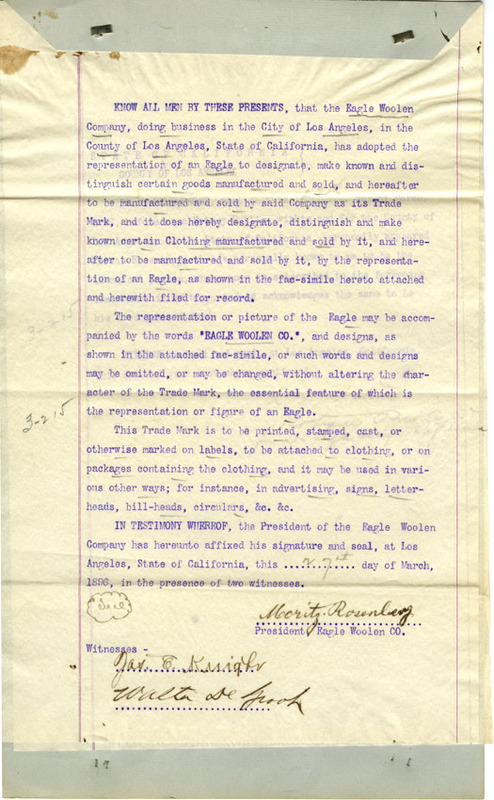 KNOW ALL MEN BY THESE PRESENTS, that the Eagle Woolen
Company, doing business in the City of Los Angeles, in the
County of Los Angeles, State of California, has adopted the
representation of an Eagle to designate, make known and dis-
tinguish certain goods manufactured and sold, and hereafter
to be manufactured and sold by said Company as its Trade
Mark, and it does hereby designate, distinguish and make
known certain Clothing manufactured and sold by it, and here-
after to be manufactured and sold by it, by the representa-
tion of an Eagle, as shown in the fac-simile hereto attached
and herewith filed for record.
The representation or picture of the Eagle may be accom-
panied by the words "EAGLE WOOLEN CO.", and designs, as
shown in the attached fac-simile, or such words and designs
may be omitted, or may be changed, without altering the char-
acter of the Trade Mark, the essential feature of which is
the representation or figure of an Eagle.
3-2 15
This Trade Mark is to be printed, stamped, cast, or
otherwise marked on labels, to be attached to clothing, or on
packages containing the clothing, and it may be used in vari-
ous other ways; for instance, in advertising, signs, letter-
heads, bill-heads, circulars, &c. &c.
IN TESTIMONY WHEREOF, the President of the Eagle Woolen
Company has hereunto affixed his signature and seal, at Los
Angeles, State of California, this ....27th.... day of March,
1896, in the presence of two witnesses.
Seal
Moritz Rosenberg
President Eagle Woolen CO.
Witnesses -
Jas. E. Knight
Walter De Groot